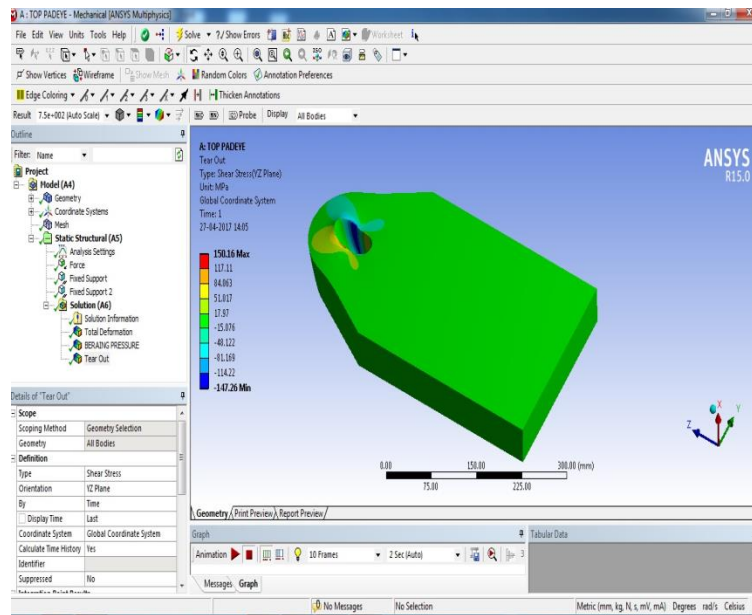 A : TOP PADEYE - Mechanical [ANSYS Multiphysics]
File Edit View Units Tools Help Solve ?/ Show Errors Worksheet
Show Vertices Wireframe Show Mesh Random Colors Annotation Preferences
Edge Coloring Thicken Annotations
Result 7.5e+002 (Auto Scale) Probe Display All Bodies
Outline
Filter: Name
Project
Model (A4)
Geometry
Coordinate Systems
Mesh
Static Structural (A5)
Analysis Settings
Force
Fixed Support
Fixed Support 2
Solution (A6)
Solution Information
Total Deformation
BERAING PRESSURE
Tear Out
Details of "Tear Out"
Scope
Scoping Method Geometry Selection
Geometry All Bodies
Definition
Type Shear Stress
Orientation YZ Plane
By Time
Display Time Last
Coordinate System Global Coordinate System
Calculate Time History Yes
Identifier
Suppressed No
Integration Point Results
A: TOP PADEYE
Tear Out
Type: Shear Stress(YZ Plane)
Unit: MPa
Global Coordinate System
Time: 1
27-04-2017 14:05
150.16 Max
117.11
84.063
51.017
17.97
-15.076
-48.122
-81.169
-114.22
-147.26 Min
ANSYS
R15.0
X
Y
Z
0.00 150.00 300.00 (mm)
75.00 225.00
Geometry Print Preview Report Preview
Graph
Animation 10 Frames 2 Sec (Auto) 3
Messages Graph
Tabular Data
No Messages No Selection Metric (mm, kg, N, s, mV, mA) Degrees rad/s Celsius